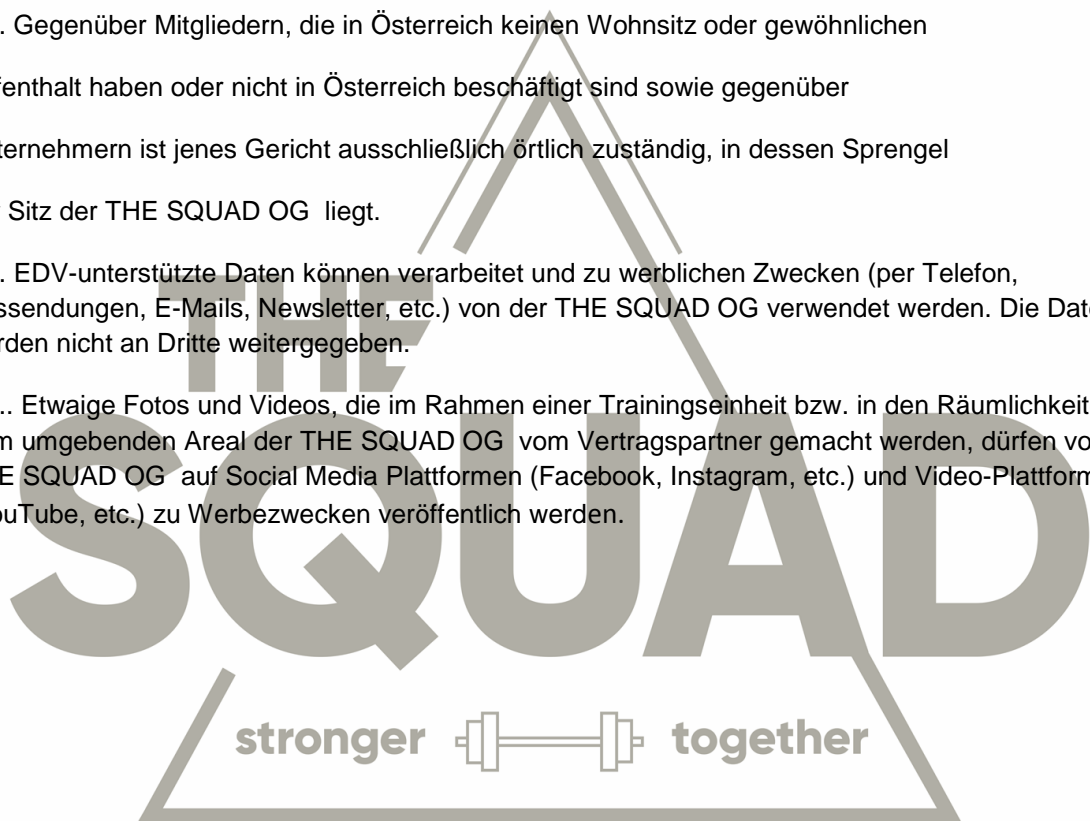 . Gegenüber Mitgliedern, die in Österreich keinen Wohnsitz oder gewöhnlichen
fenthalt haben oder nicht in Österreich beschäftigt sind sowie gegenüber
ternehmern ist jenes Gericht ausschließlich örtlich zuständig, in dessen Sprengel
Sitz der THE SQUAD OG liegt.
. EDV-unterstützte Daten können verarbeitet und zu werblichen Zwecken (per Telefon,
ssendungen, E-Mails, Newsletter, etc.) von der THE SQUAD OG verwendet werden. Die Date
rden nicht an Dritte weitergegeben.
.. Etwaige Fotos und Videos, die im Rahmen einer Trainingseinheit bzw. in den Räumlichkeit
m umgebenden Areal der THE SQUAD OG vom Vertragspartner gemacht werden, dürfen vo
E SQUAD OG auf Social Media Plattformen (Facebook, Instagram, etc.) und Video-Plattform
ouTube, etc.) zu Werbezwecken veröffentlich werden.
THE
SQUAD
stronger together